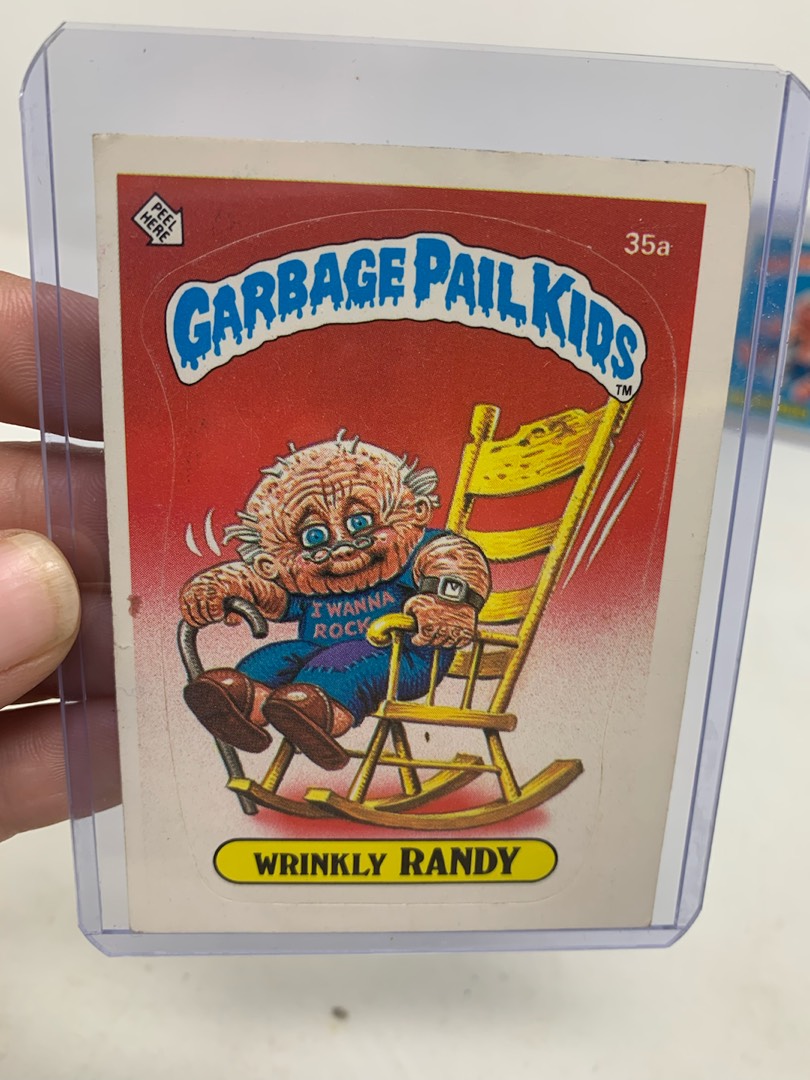 PEEL
HERE
35a
GARBAGE PAIL KIDS
TM
I WANNA
ROCK
WRINKLY RANDY